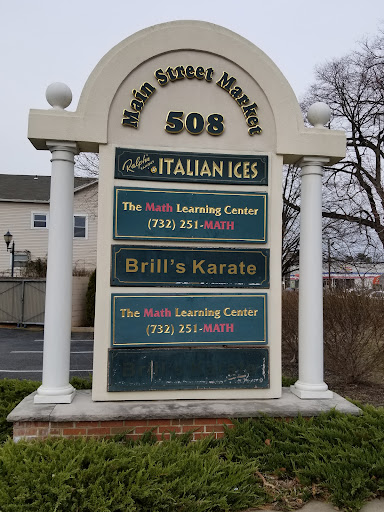 Main Street Market
508
Ralph's ITALIAN ICES
The Math Learning Center
(732) 251-MATH
Brill's Karate
The Math Learning Center
(732) 251-MATH